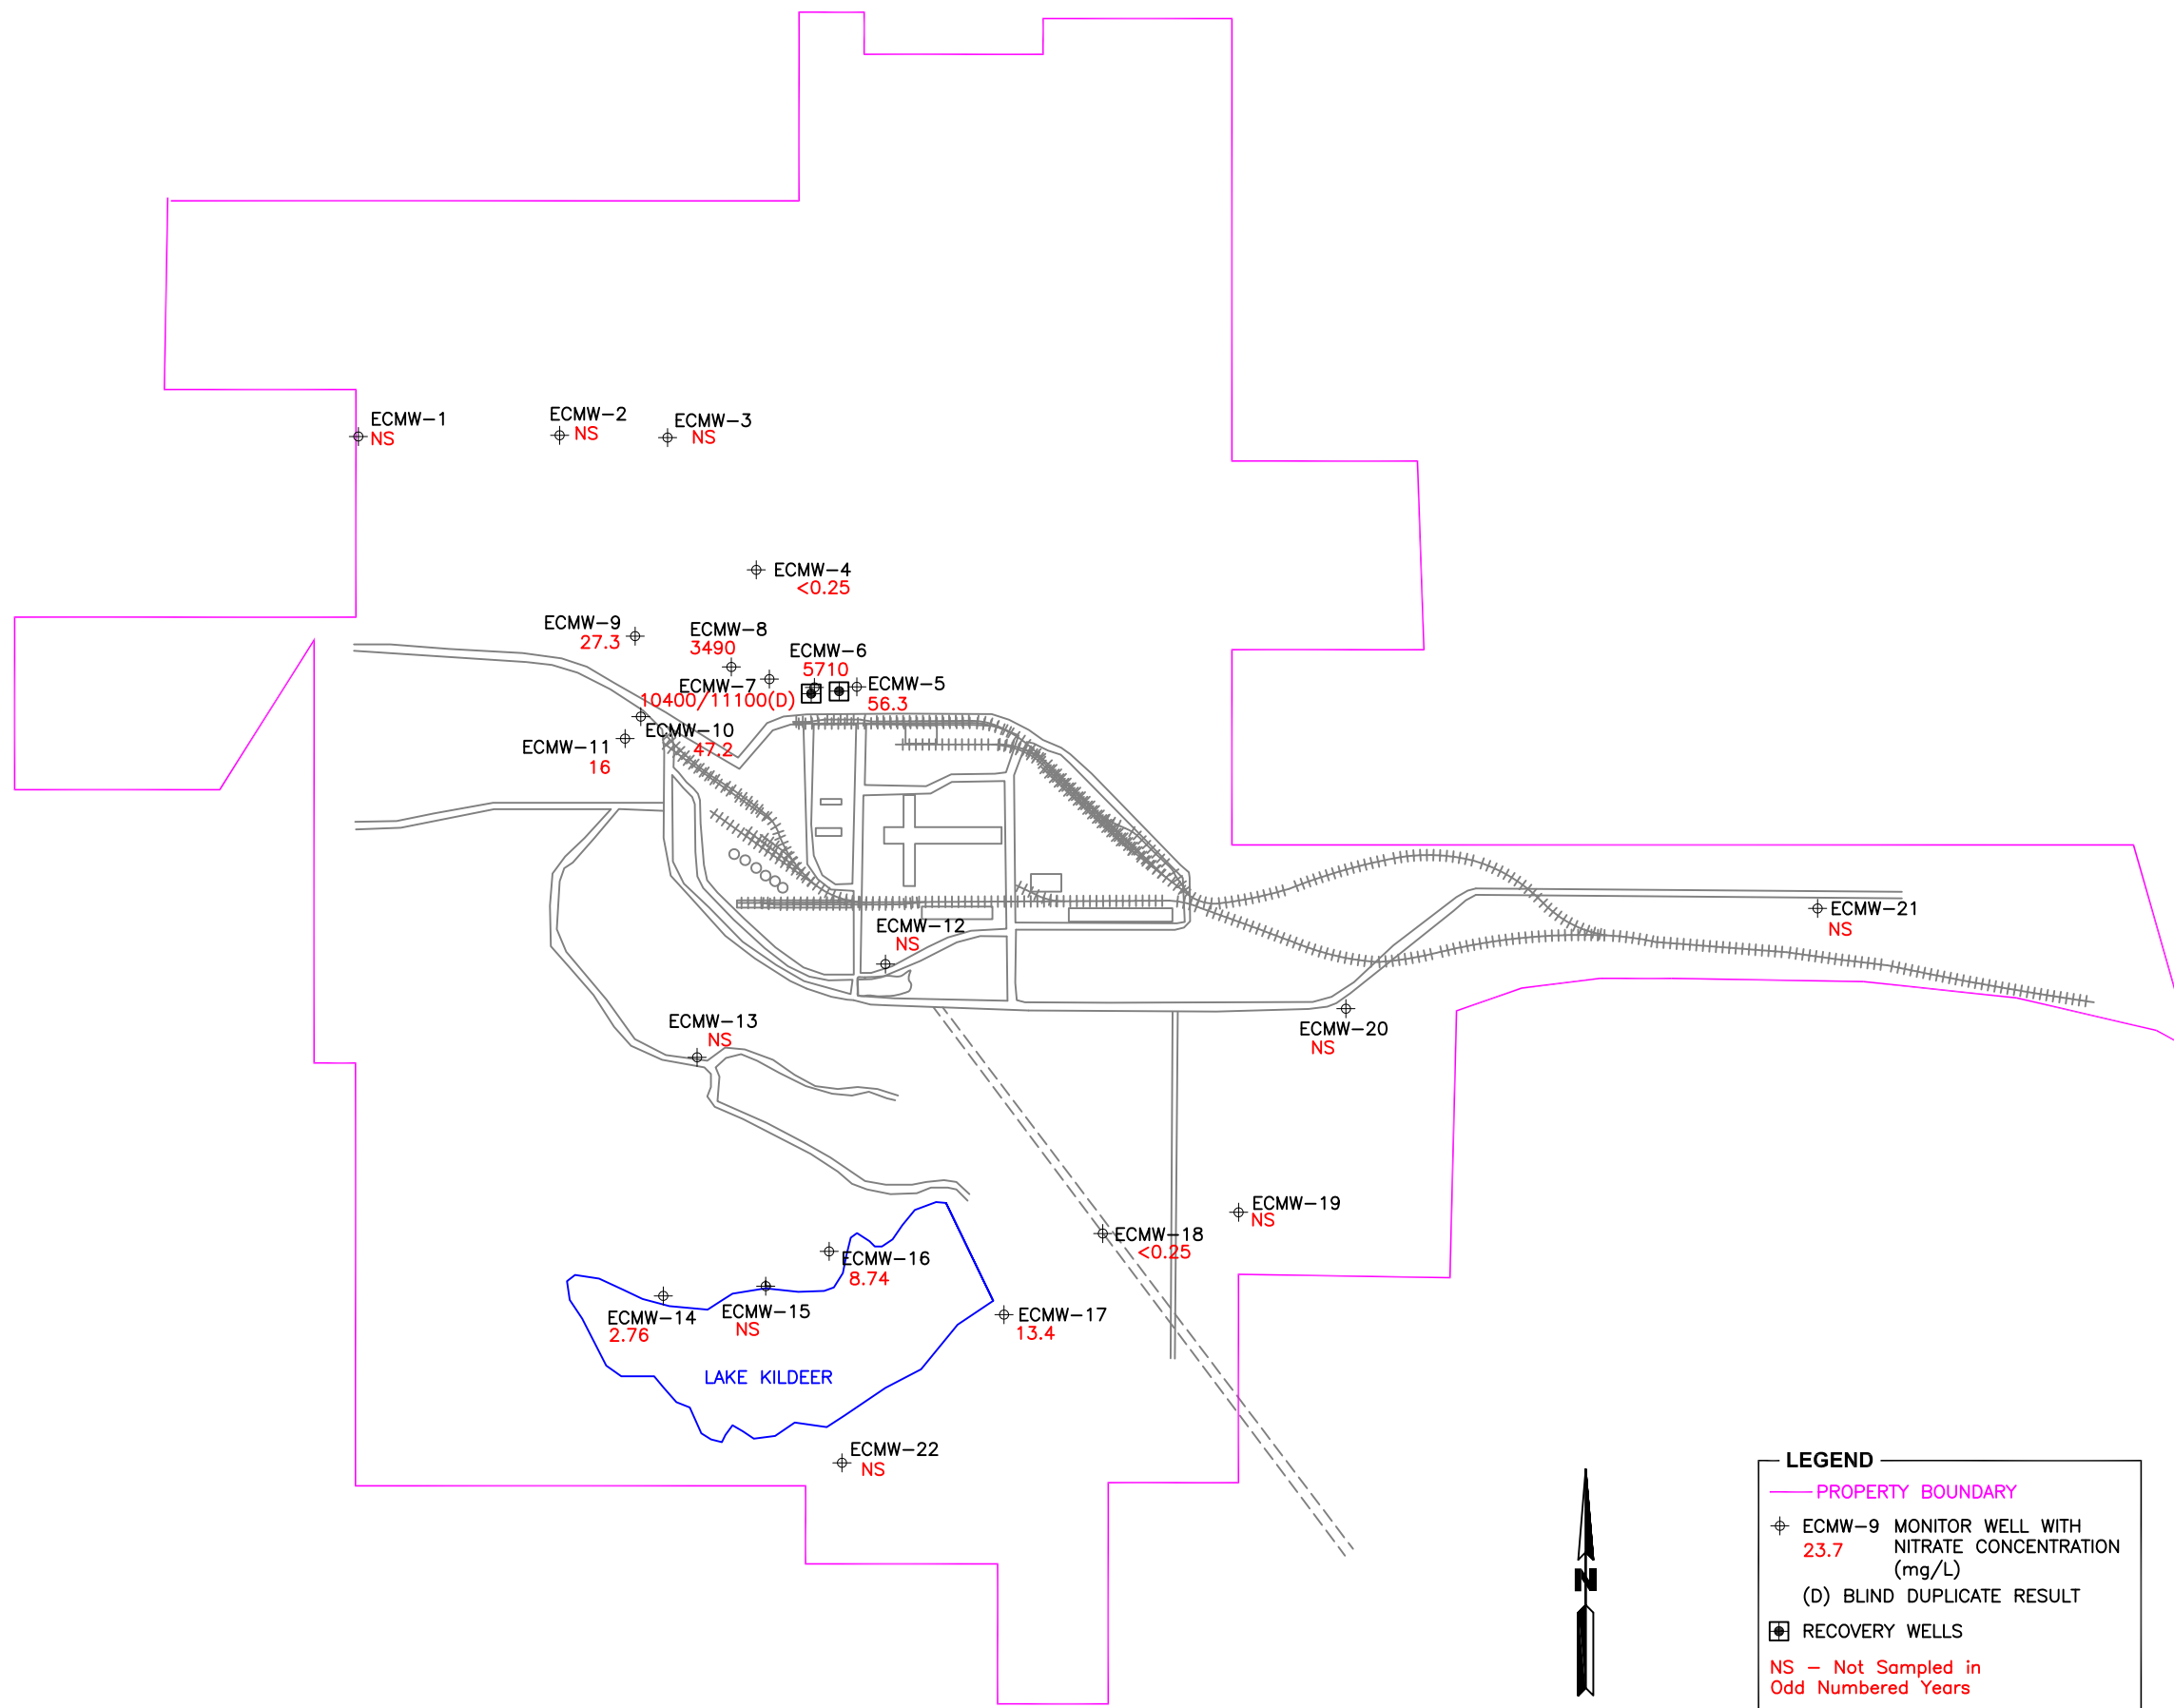 ECMW-1
NS
ECMW-2
NS
ECMW-3
NS
ECMW-4
<0.25
ECMW-9
27.3
ECMW-8
3490
ECMW-6
5710
ECMW-7
10400/11100(D)
ECMW-5
56.3
ECMW-10
47.2
ECMW-11
16
ECMW-12
NS
ECMW-21
NS
ECMW-13
NS
ECMW-20
NS
ECMW-19
NS
ECMW-18
<0.25
ECMW-16
8.74
ECMW-14
2.76
ECMW-15
NS
ECMW-17
13.4
LAKE KILDEER
ECMW-22
NS
N
LEGEND
PROPERTY BOUNDARY
ECMW-9 MONITOR WELL WITH
23.7 NITRATE CONCENTRATION
(mg/L)
(D) BLIND DUPLICATE RESULT
RECOVERY WELLS
NS - Not Sampled in
Odd Numbered Years